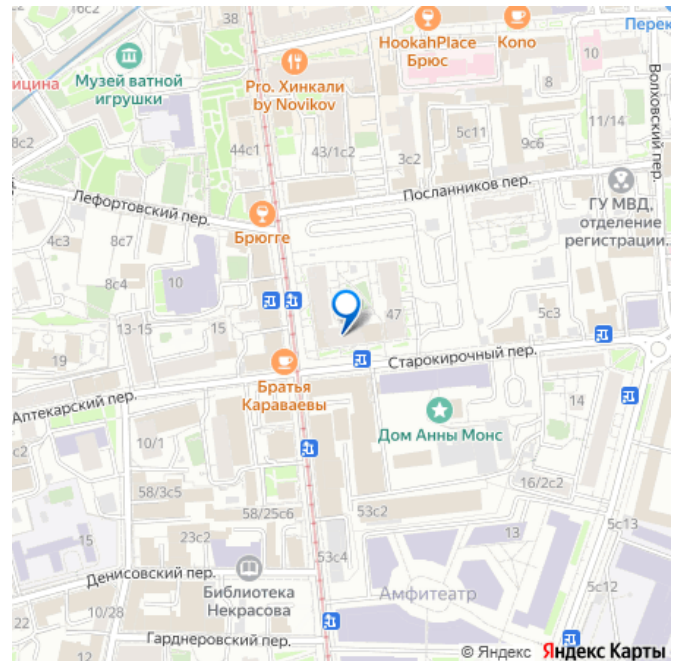 38
HookahPlace
Брюс
Коно
Перек
10
Музей ватной
игрушки
ицина
Pro. Хинкали
by Novikov
8
Волховский пер.
8с2
44с1
43/1с2
5с11
9с6
11/14
3с2
Посланников пер.
ГУ МВД,
отделение
регистрации...
Лефортовский пер.
Брюгге
4с3
8с7
8с4
10
47
5с3
13-15
15
19
Старокирочный пер.
Братья
Караваевы
Аптекарский пер.
14
Дом Анны Монс
с2
10/1
16/2с2
58/3с5
53с2
58/25с6
5с13
13
15
23с2
53с4
Денисовский пер.
Библиотека
Некрасова
Амфитеатр
5с12
10/28
22
Гарднеровский пер.
12
© Яндекс Яндекс Карты